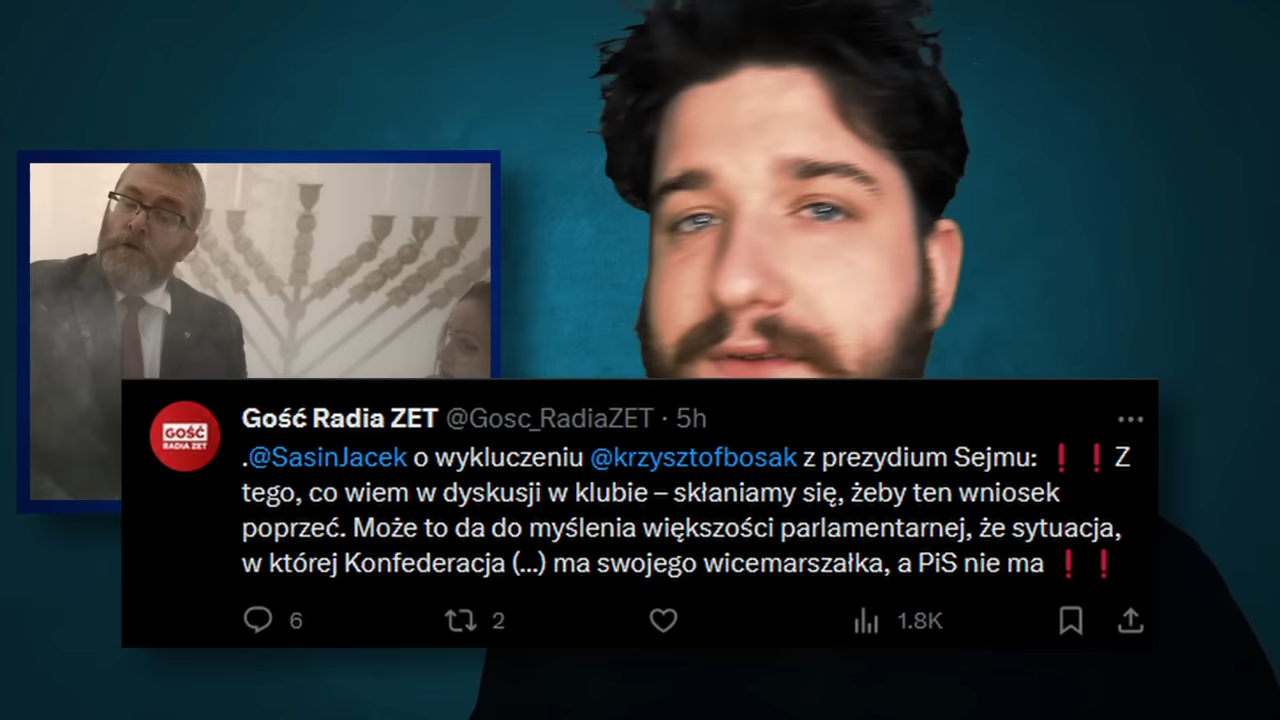 GOŚĆ
RADIA ZET
Gość Radia ZET @Gosc_RadiaZET · 5h
.@SasinJacek o wykluczeniu @krzysztofbosak z prezydium Sejmu: ❗❗Z
tego, co wiem w dyskusji w klubie – skłaniamy się, żeby ten wniosek
poprzeć. Może to da do myślenia większości parlamentarnej, że sytuacja,
w której Konfederacja (...) ma swojego wicemarszałka, a PiS nie ma ❗❗
6 2 1.8K